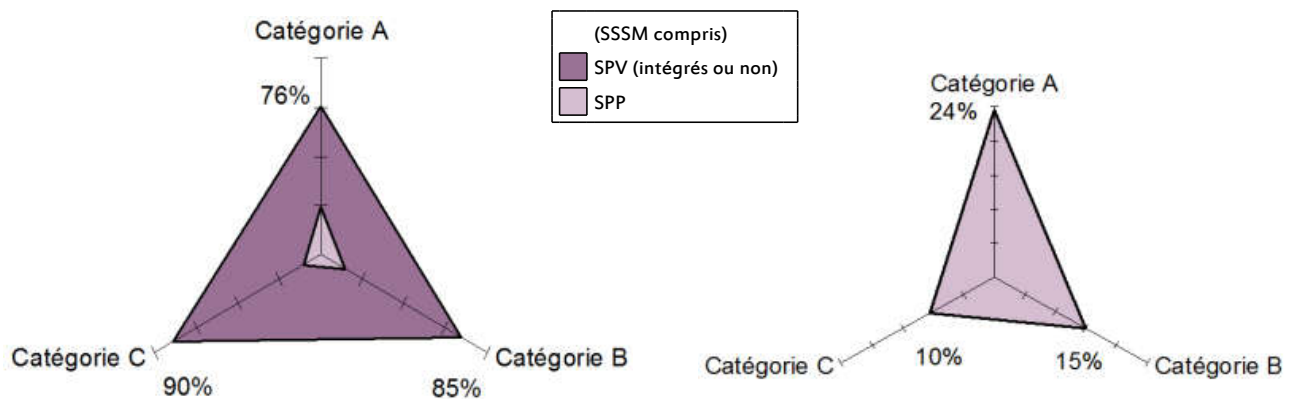 Catégorie A
76%
Catégorie C
90%
Catégorie B
85%
(SSSM compris)
SPV (intégrés ou non)
SPP
Catégorie A
24%
Catégorie C
10%
15%
Catégorie B